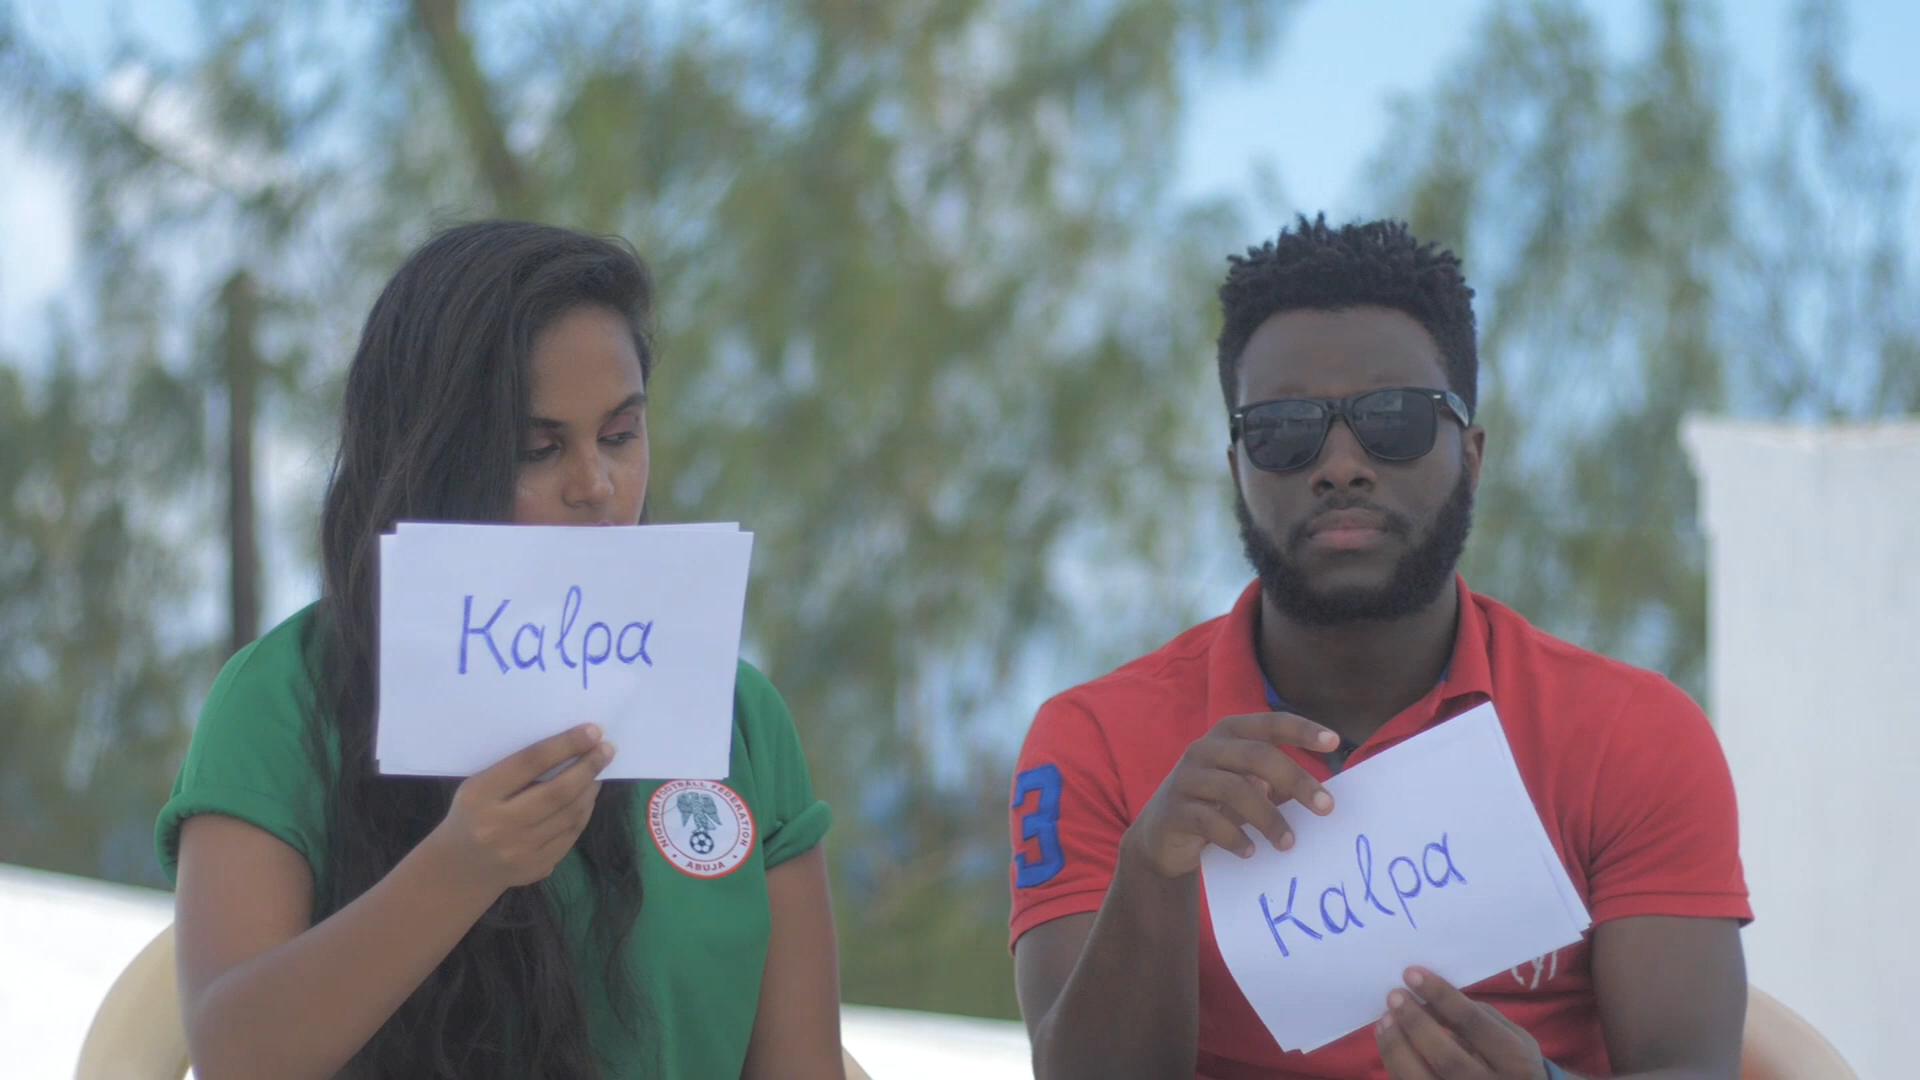 Kalpa
NIGERIA FOOTBALL FEDERATION
ABUJA
3
Kalpa